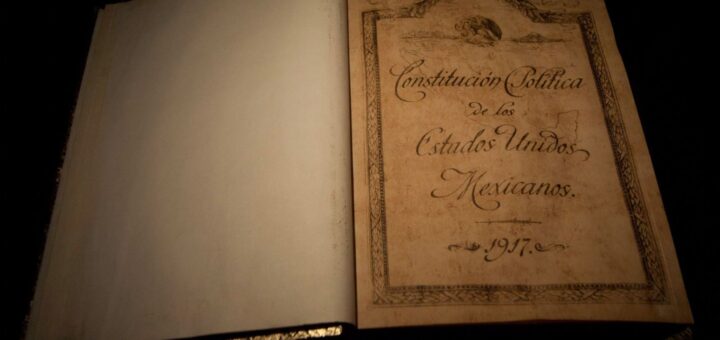 Constitución Política
de los
Estados Unidos
Mexicanos.
1917.